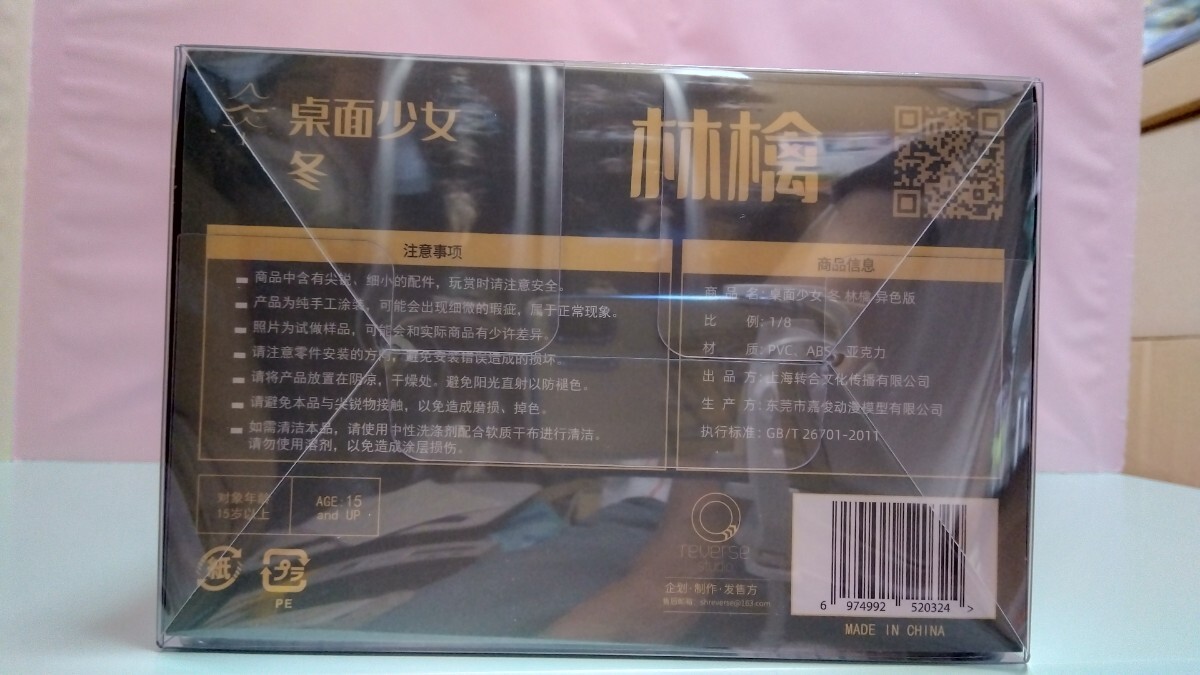 桌面少女
冬
林檎
注意事项
商品中含有尖锐、细小的配件，玩赏时请注意安全。
产品为纯手工涂装，可能会出现细微的瑕疵，属于正常现象。
照片为试做样品，可能会和实际商品有少许差异。
请注意零件安装的方向，避免安装错误造成的损坏。
请将产品放置在阴凉，干燥处。避免阳光直射以防褪色。
请避免本品与尖锐物接触，以免造成磨损、掉色。
如需清洁本品，请使用中性洗涤剂配合软质干布进行清洁。
请勿使用溶剂，以免造成涂层损伤。
商品信息
商品名:桌面少女 冬 林檎 异色版
比例: 1/8
材质: PVC、ABS、亚克力
出品方:上海转合文化传播有限公司
生产方:东莞市嘉俊动漫模型有限公司
执行标准: GB/T 26701-2011
对象年龄
15岁以上
AGE 15
and UP
紙
プラ
PE
reverse
studio
企划·制作·发售方
售后邮箱: shreverse@163.com
6 974992 520324 >
MADE IN CHINA